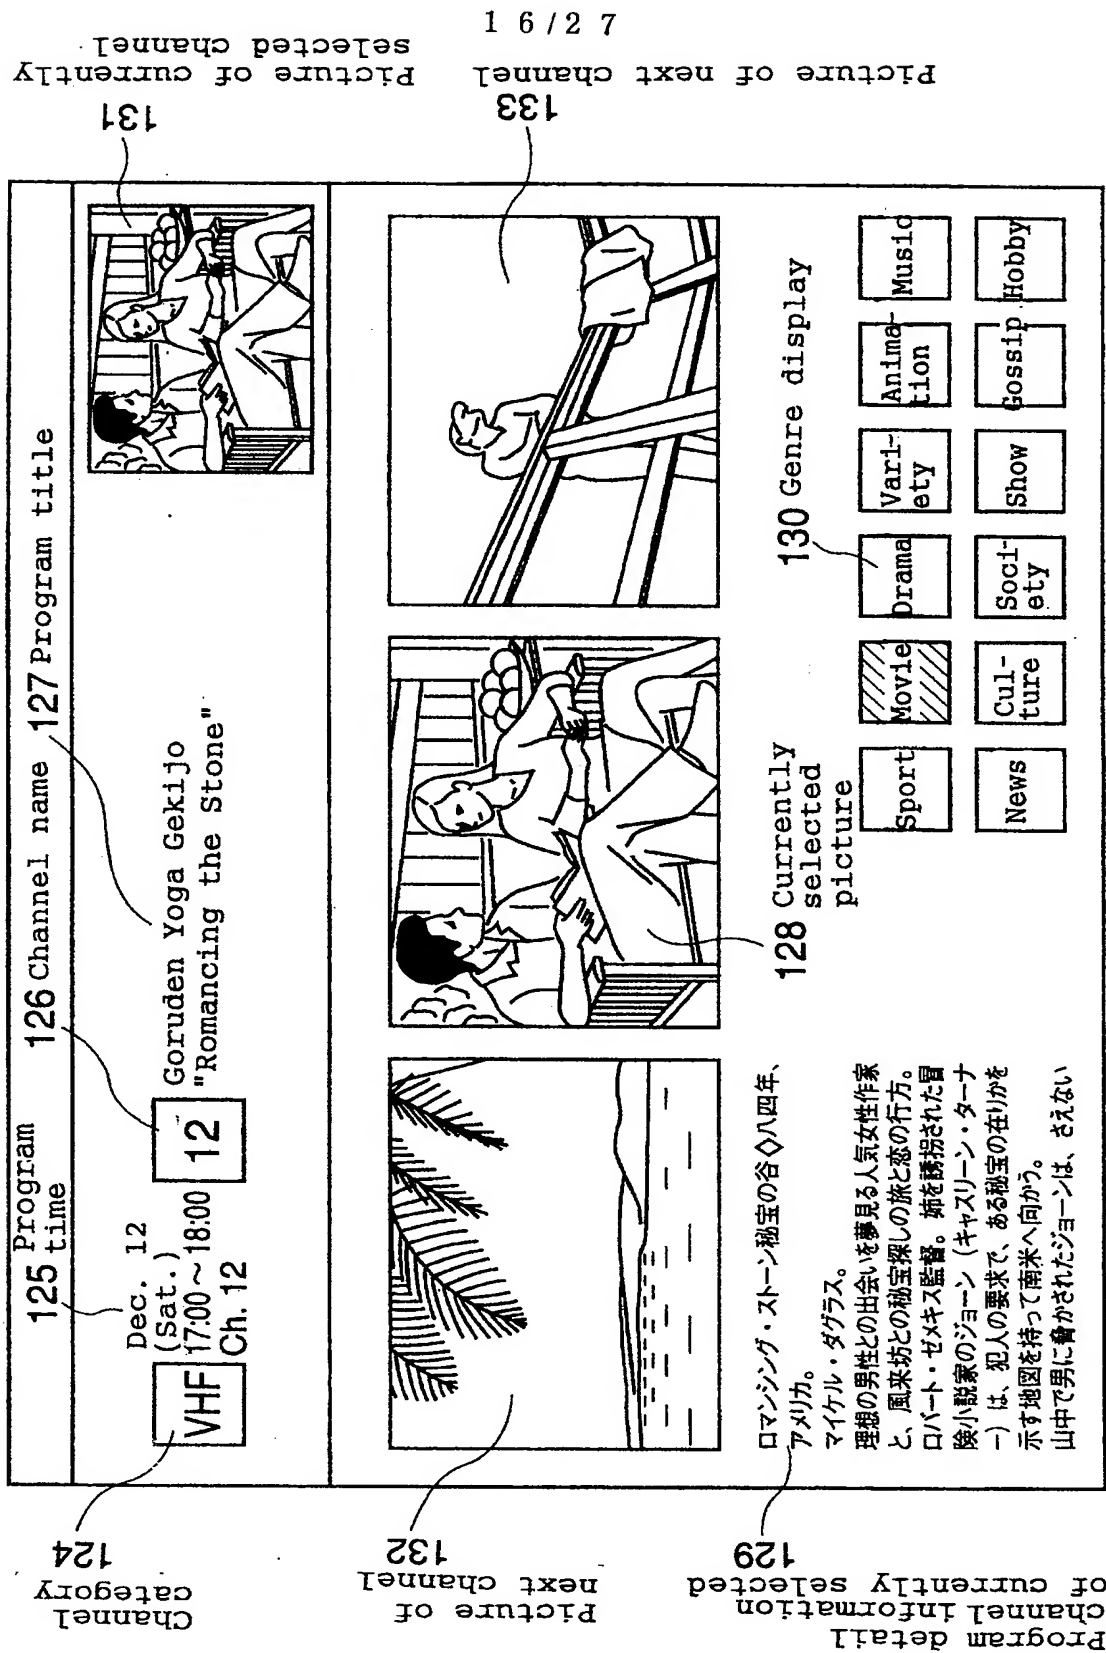 16/27
Picture of currently
selected channel
131
Picture of next channel
133
125 Program
time
126 Channel name
127 Program title
VHF
Dec. 12
(Sat.)
17:00~18:00
Ch. 12
12
Goruden Yoga Gekijo
"Romancing the Stone"
128 Currently
selected
picture
130 Genre display
Sport
Movie
Drama
Vari-
ety
Anima-
tion
Music
News
Cul-
ture
Soci-
ety
Show
Gossip
Hobby
ロマンシング・ストーン秘宝の谷◇八四年、
アメリカ。
マイケル・ダグラス。
理想の男性との出会いを夢見る人気女性作家
と、風来坊との秘宝探しの旅と恋の行方。
ロバート・ゼメキス監督。姉を誘拐された冒
険小説家のジョーン(キャスリーン・ターナ
ー)は、犯人の要求で、ある秘宝の在りかを
示す地図を持って南米へ向かう。
山中で男に脅かされたジョーンは、さえない
124
Channel
category
132
Picture of
next channel
129
Program detail
channel information
of currently selected